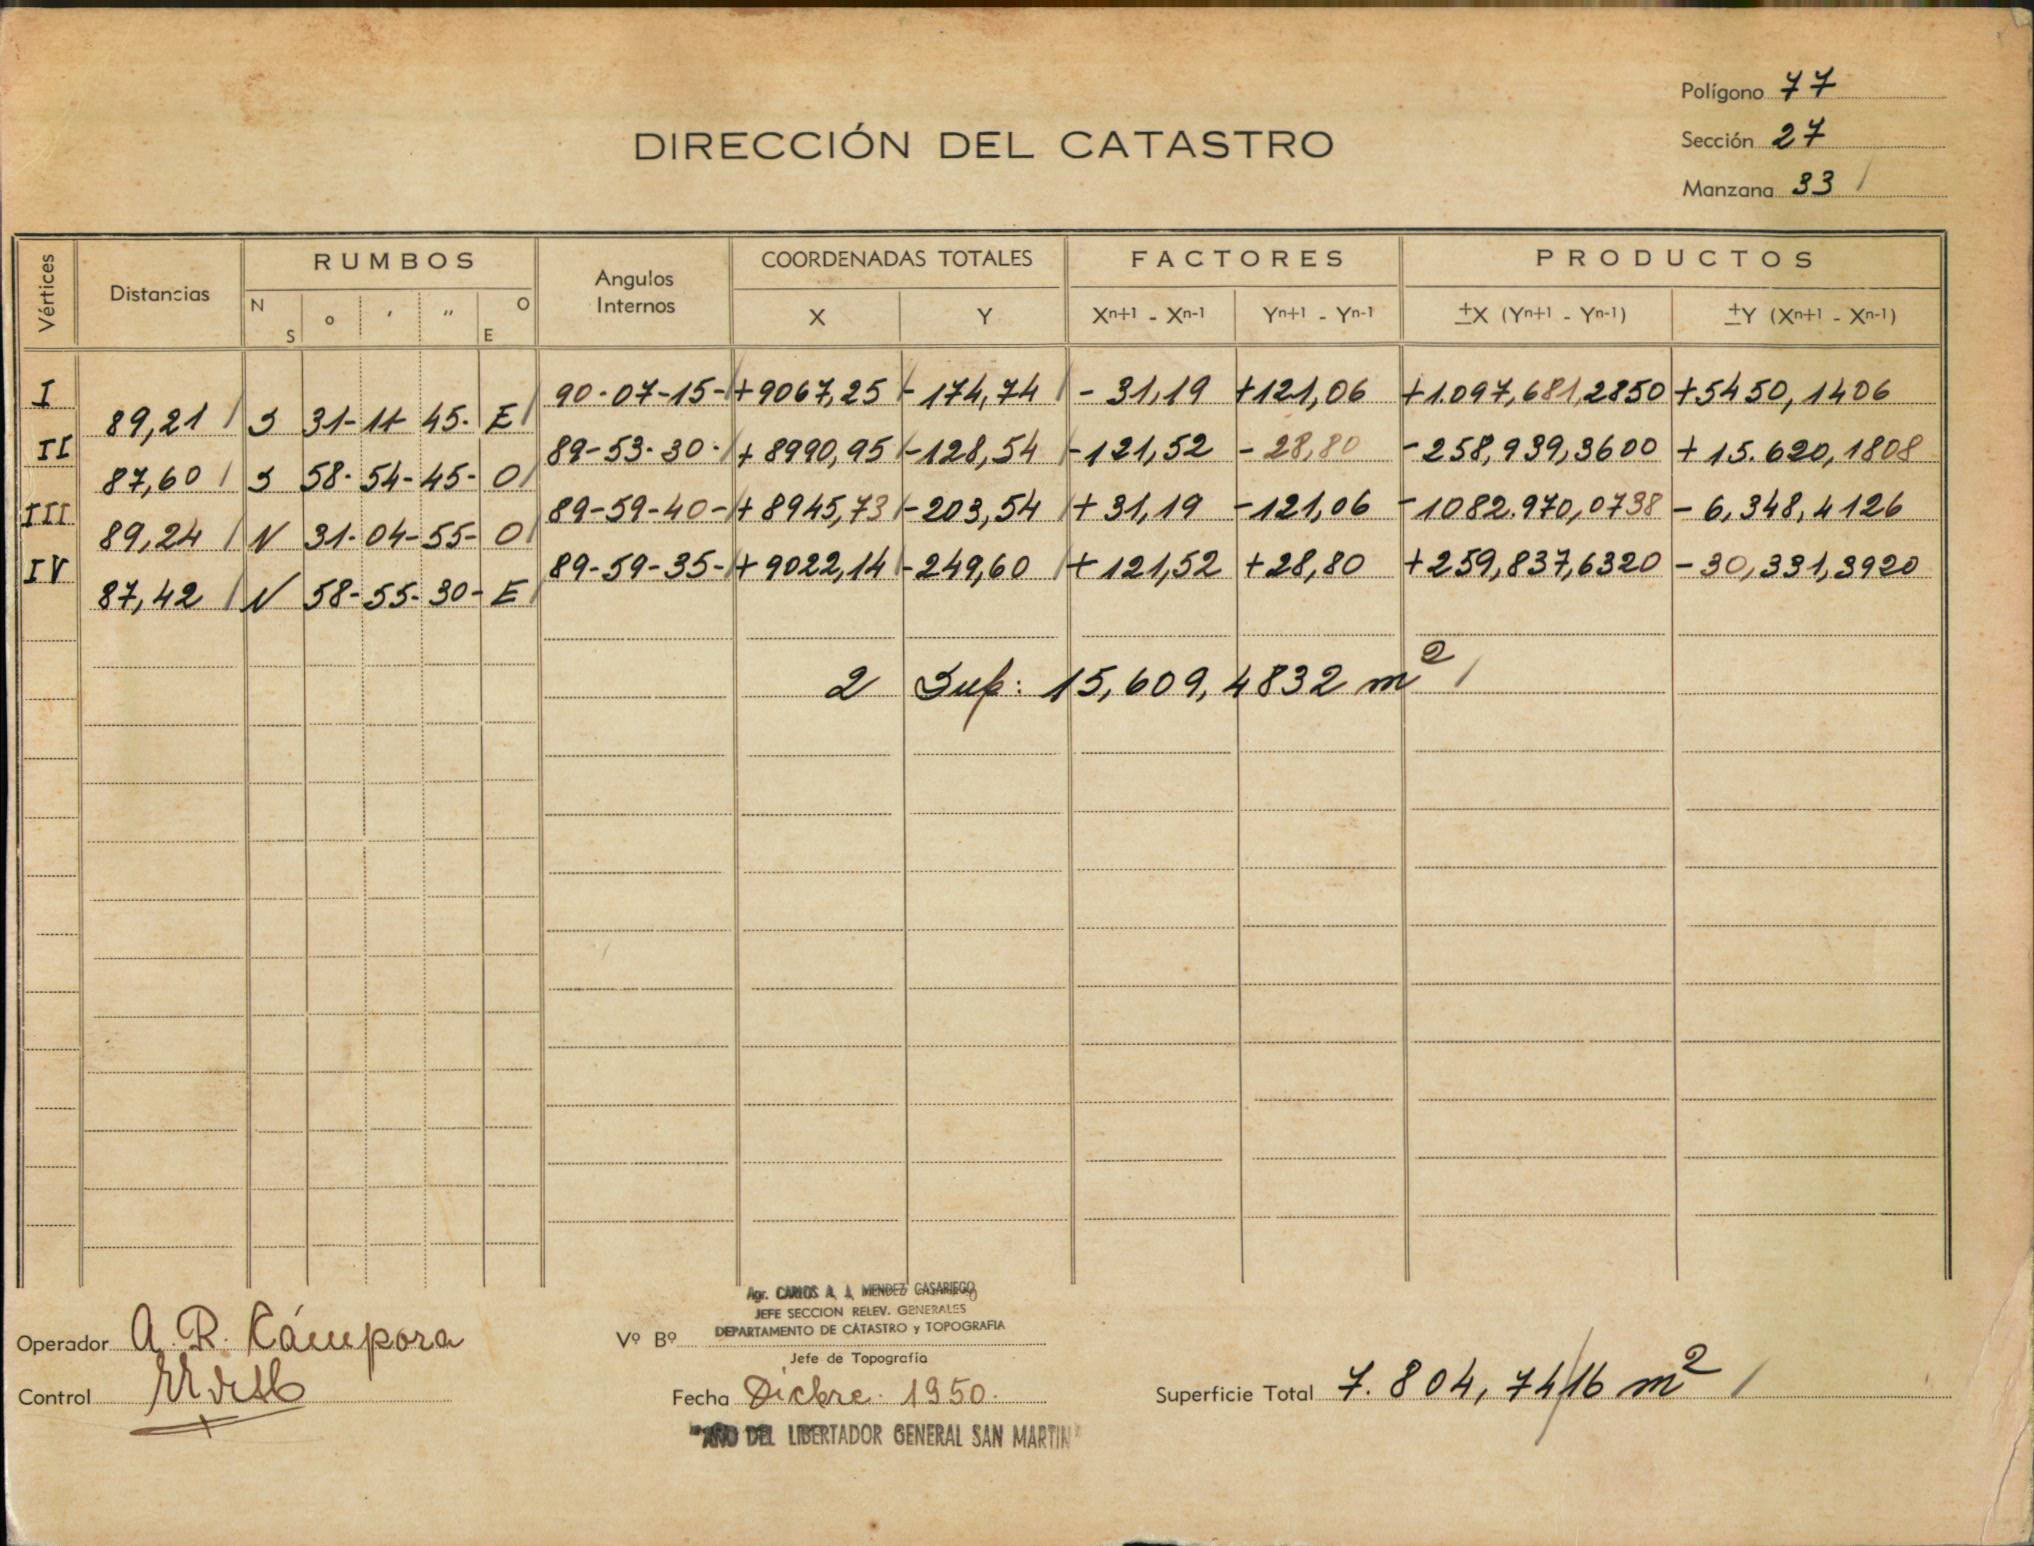 Polígono 77
DIRECCIÓN DEL CATASTRO
Sección 27
Manzana 33 /
Vértices Distancias RUMBOS Angulos Internos COORDENADAS TOTALES FACTORES PRODUCTOS
N S o ' " O E X Y Xn+1 - Xn-1 Yn+1 - Yn-1 ±X (Yn+1 - Yn-1) ±Y (Xn+1 - Xn-1)
I 90-07-15- +9067,25 -174,74 -31,19 +121,06 +1.097,681,2850 +5450,1406
89,21 S 31-11-45- E
II 89-53-30- +8990,95 -128,54 -121,52 -28,80 -258,939,3600 +15.620,1808
87,60 S 58-54-45- O
III 89-59-40- +8945,73 -203,54 +31,19 -121,06 -1082.970,0738 -6,348,4126
89,24 N 31-04-55- O
IV 89-59-35- +9022,14 -249,60 +121,52 +28,80 +259,837,6320 -30,331,3920
87,42 N 58-55-30- E
2 Sup: 15,609,4832 m²
Agr. CARLOS A. J. MENDEZ CASARIEGO
JEFE SECCION RELEV. GENERALES
DEPARTAMENTO DE CATASTRO y TOPOGRAFIA
Operador A. R. Cámpora Vº Bº
Jefe de Topografía
Control Fecha Dicbre. 1950. Superficie Total 7.804,74/16 m²
"AÑO DEL LIBERTADOR GENERAL SAN MARTIN"